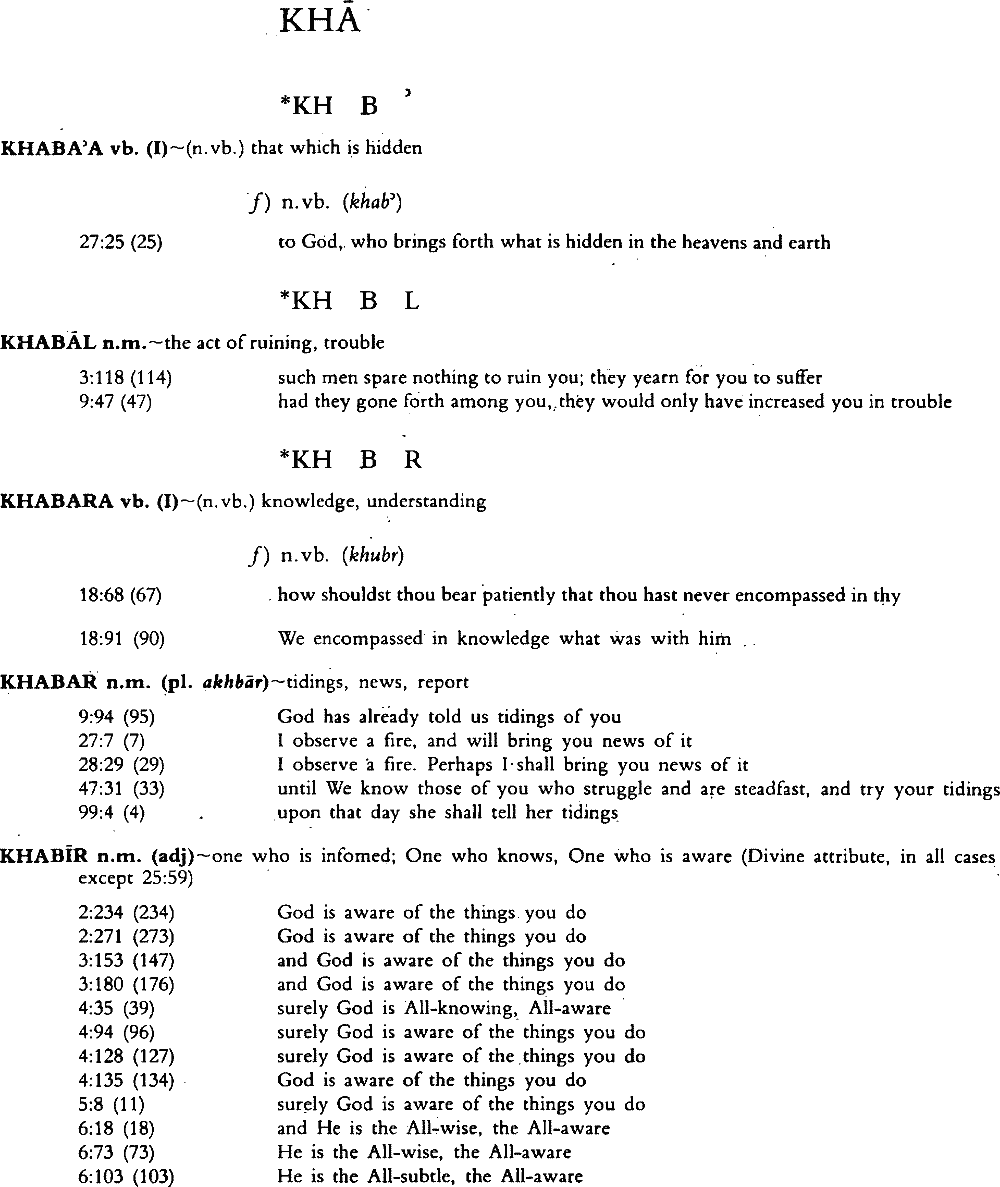 KHĀ
*KH B ʾ
KHABAʾA vb. (I)~(n.vb.) that which is hidden
f) n.vb. (khabʾ)
27:25 (25) to God, who brings forth what is hidden in the heavens and earth
*KH B L
KHABĀL n.m.~the act of ruining, trouble
3:118 (114) such men spare nothing to ruin you; they yearn for you to suffer
9:47 (47) had they gone forth among you, they would only have increased you in trouble
*KH B R
KHABARA vb. (I)~(n.vb.) knowledge, understanding
f) n.vb. (khubr)
18:68 (67) how shouldst thou bear patiently that thou hast never encompassed in thy
18:91 (90) We encompassed in knowledge what was with him
KHABAR n.m. (pl. akhbār)~tidings, news, report
9:94 (95) God has already told us tidings of you
27:7 (7) I observe a fire, and will bring you news of it
28:29 (29) I observe a fire. Perhaps I shall bring you news of it
47:31 (33) until We know those of you who struggle and are steadfast, and try your tidings
99:4 (4) upon that day she shall tell her tidings
KHABĪR n.m. (adj)~one who is infomed; One who knows, One who is aware (Divine attribute, in all cases
except 25:59)
2:234 (234) God is aware of the things you do
2:271 (273) God is aware of the things you do
3:153 (147) and God is aware of the things you do
3:180 (176) and God is aware of the things you do
4:35 (39) surely God is All-knowing, All-aware
4:94 (96) surely God is aware of the things you do
4:128 (127) surely God is aware of the things you do
4:135 (134) God is aware of the things you do
5:8 (11) surely God is aware of the things you do
6:18 (18) and He is the All-wise, the All-aware
6:73 (73) He is the All-wise, the All-aware
6:103 (103) He is the All-subtle, the All-aware